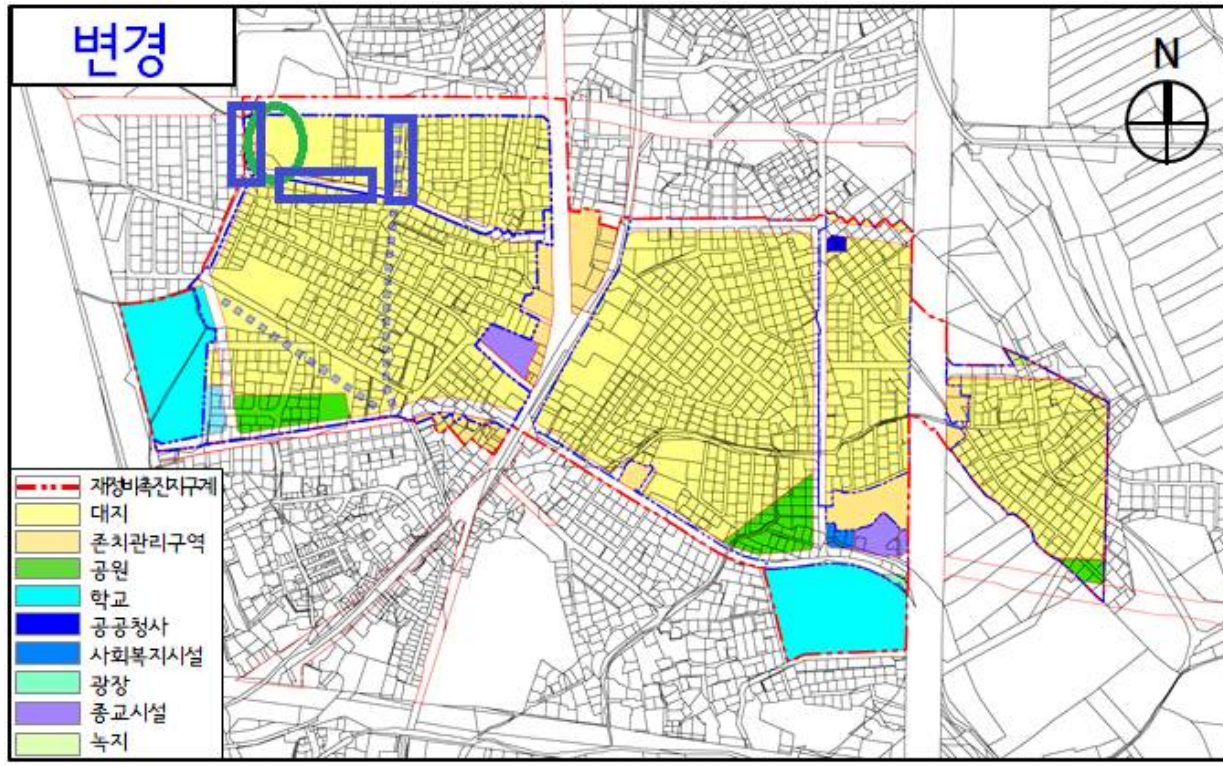 변경
N
재정비촉진지구계
대지
존치관리구역
공원
학교
공공청사
사회복지시설
광장
종교시설
녹지